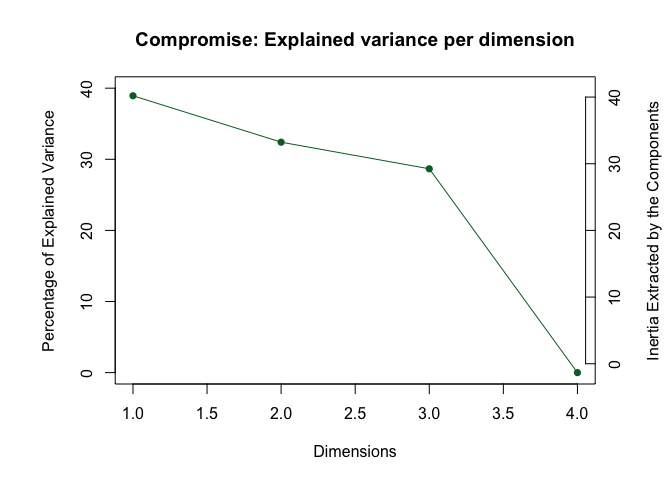 Compromise: Explained variance per dimension
Percentage of Explained Variance
40
30
20
10
0
Inertia Extracted by the Components
40
30
20
10
0
1.0 1.5 2.0 2.5 3.0 3.5 4.0
Dimensions